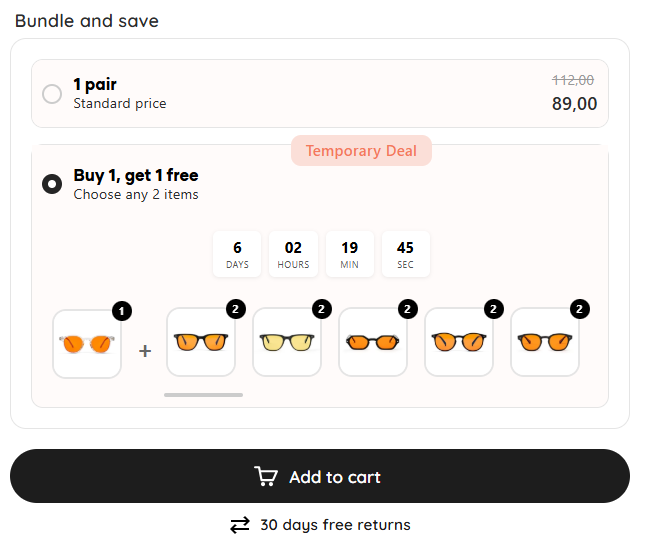 Bundle and save
1 pair
112,00
Standard price
89,00
Temporary Deal
Buy 1, get 1 free
Choose any 2 items
6 02 19 45
DAYS HOURS MIN SEC
1 2 2 2 2 2
+
Add to cart
30 days free returns